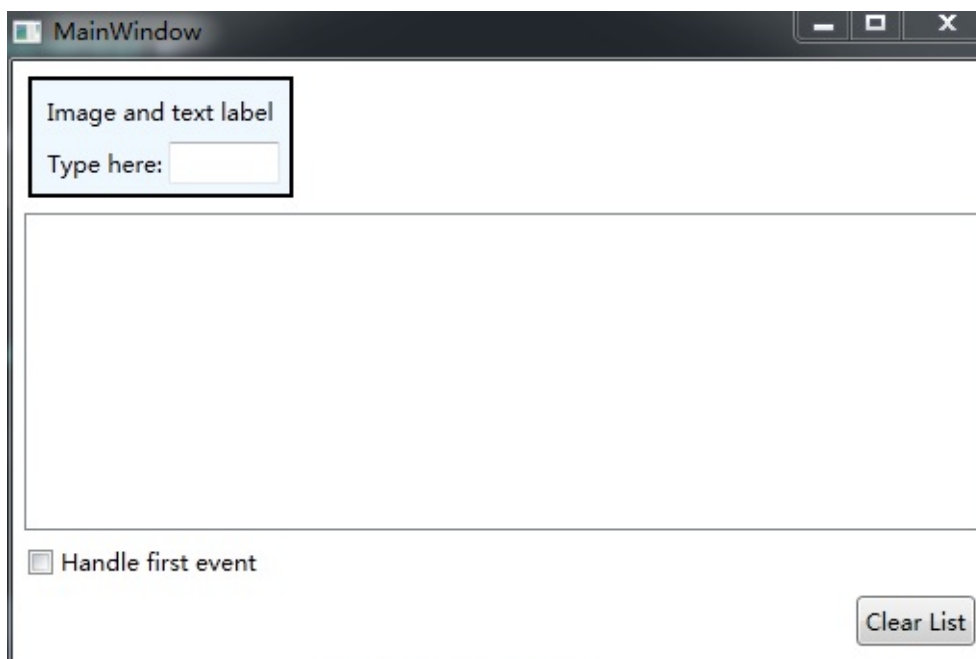 MainWindow
Image and text label
Type here:
Handle first event
Clear List